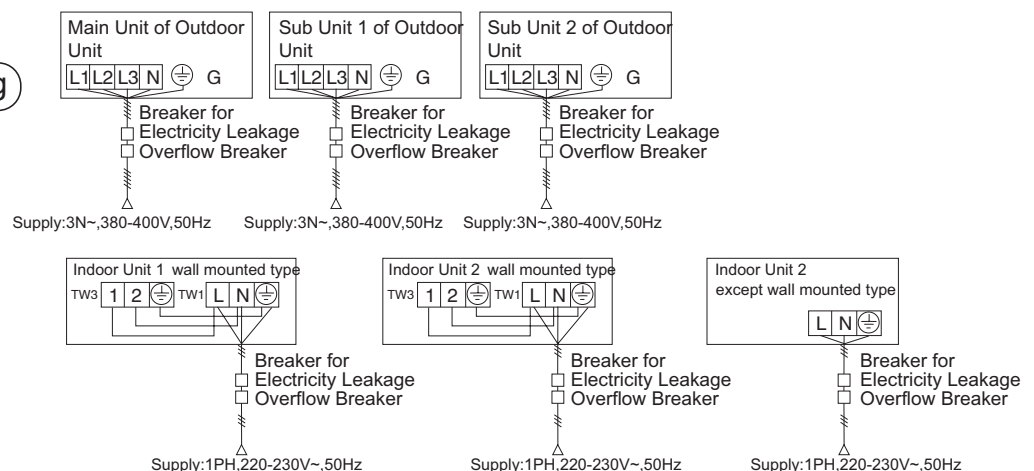 g
Main Unit of Outdoor
Unit
L1 L2 L3 N G
Breaker for
Electricity Leakage
Overflow Breaker
Supply:3N~,380-400V,50Hz
Sub Unit 1 of Outdoor
Unit
L1 L2 L3 N G
Breaker for
Electricity Leakage
Overflow Breaker
Supply:3N~,380-400V,50Hz
Sub Unit 2 of Outdoor
Unit
L1 L2 L3 N G
Breaker for
Electricity Leakage
Overflow Breaker
Supply:3N~,380-400V,50Hz
Indoor Unit 1 wall mounted type
TW3 1 2 TW1 L N
Breaker for
Electricity Leakage
Overflow Breaker
Supply:1PH,220-230V~,50Hz
Indoor Unit 2 wall mounted type
TW3 1 2 TW1 L N
Breaker for
Electricity Leakage
Overflow Breaker
Supply:1PH,220-230V~,50Hz
Indoor Unit 2
except wall mounted type
L N
Breaker for
Electricity Leakage
Overflow Breaker
Supply:1PH,220-230V~,50Hz